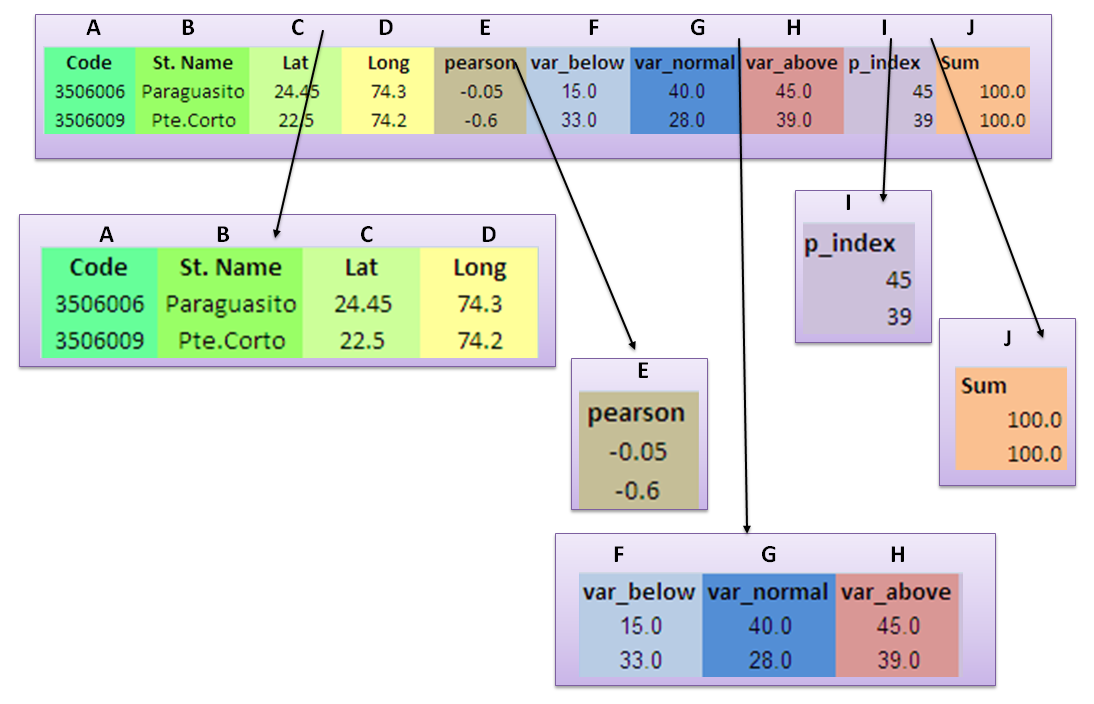 A B C D E F G H I J
Code St. Name Lat Long pearson var_below var_normal var_above p_index Sum
3506006 Paraguasito 24.45 74.3 -0.05 15.0 40.0 45.0 45 100.0
3506009 Pte.Corto 22.5 74.2 -0.6 33.0 28.0 39.0 39 100.0
A B C D
Code St. Name Lat Long
3506006 Paraguasito 24.45 74.3
3506009 Pte.Corto 22.5 74.2
E
pearson
-0.05
-0.6
F G H
var_below var_normal var_above
15.0 40.0 45.0
33.0 28.0 39.0
I
p_index
45
39
J
Sum
100.0
100.0